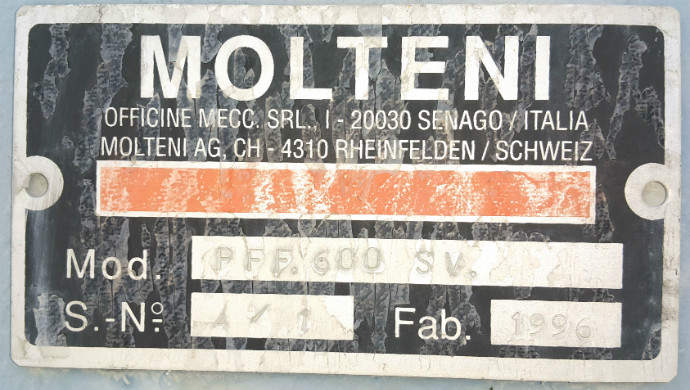 MOLTENI
OFFICINE MECC. SRL., I - 20030 SENAGO / ITALIA
MOLTENI AG, CH - 4310 RHEINFELDEN / SCHWEIZ
Mod. PFF.600 SV.
S.-Nº.
Fab. 1996